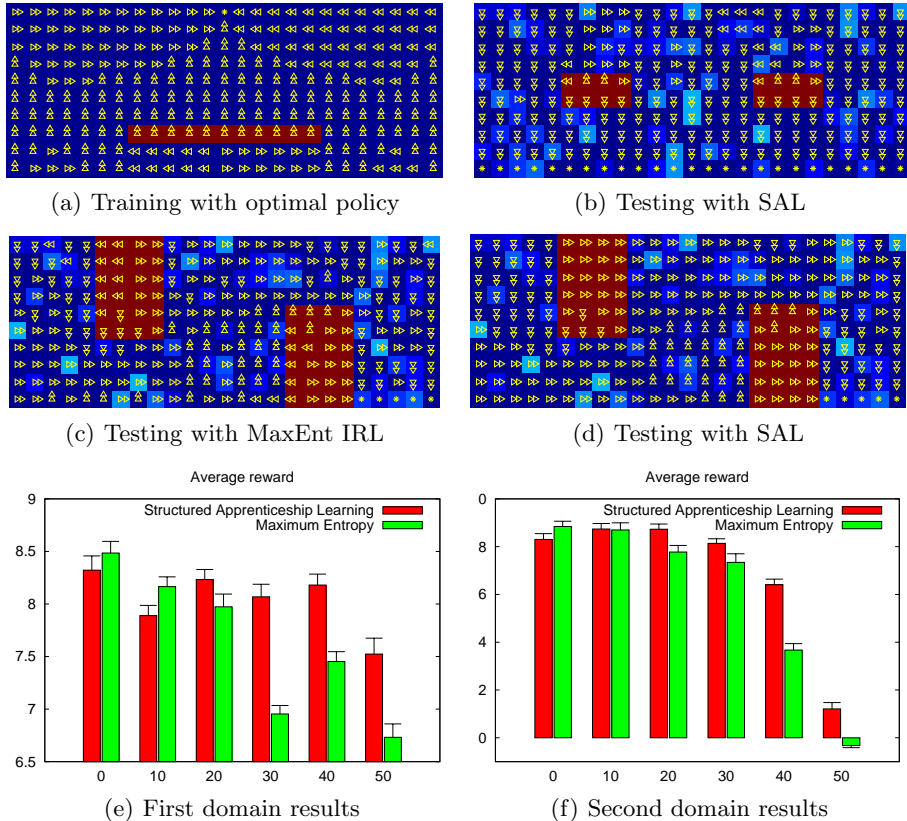 (a) Training with optimal policy
(b) Testing with SAL
(c) Testing with MaxEnt IRL
(d) Testing with SAL
Average reward
9
8.5
8
7.5
7
6.5
Structured Apprenticeship Learning
Maximum Entropy
0 10 20 30 40 50
(e) First domain results
Average reward
0
8
6
4
2
0
Structured Apprenticeship Learning
Maximum Entropy
0 10 20 30 40 50
(f) Second domain results